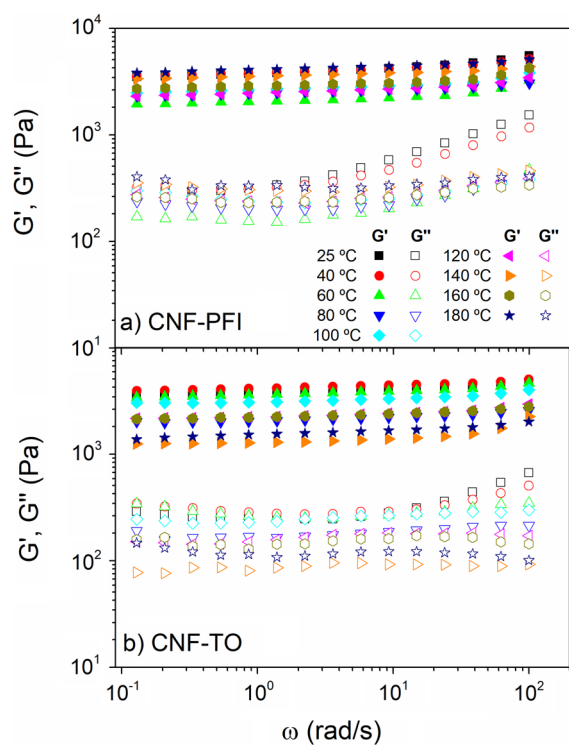 10⁴
10³
10²
G', G'' (Pa)
G' G'' G' G''
25 ºC 120 ºC
40 ºC 140 ºC
60 ºC 160 ºC
80 ºC 180 ºC
100 ºC
a) CNF-PFI
10¹
10⁴
10³
10²
10¹
G', G'' (Pa)
b) CNF-TO
10⁻¹ 10⁰ 10¹ 10²
ω (rad/s)